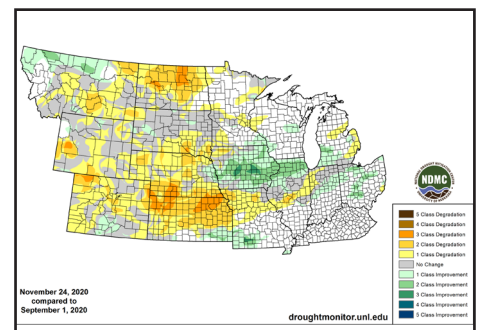 NDMC
5 Class Degradation
4 Class Degradation
3 Class Degradation
2 Class Degradation
1 Class Degradation
No Change
1 Class Improvement
2 Class Improvement
3 Class Improvement
4 Class Improvement
5 Class Improvement
November 24, 2020
compared to
September 1, 2020
droughtmonitor.unl.edu